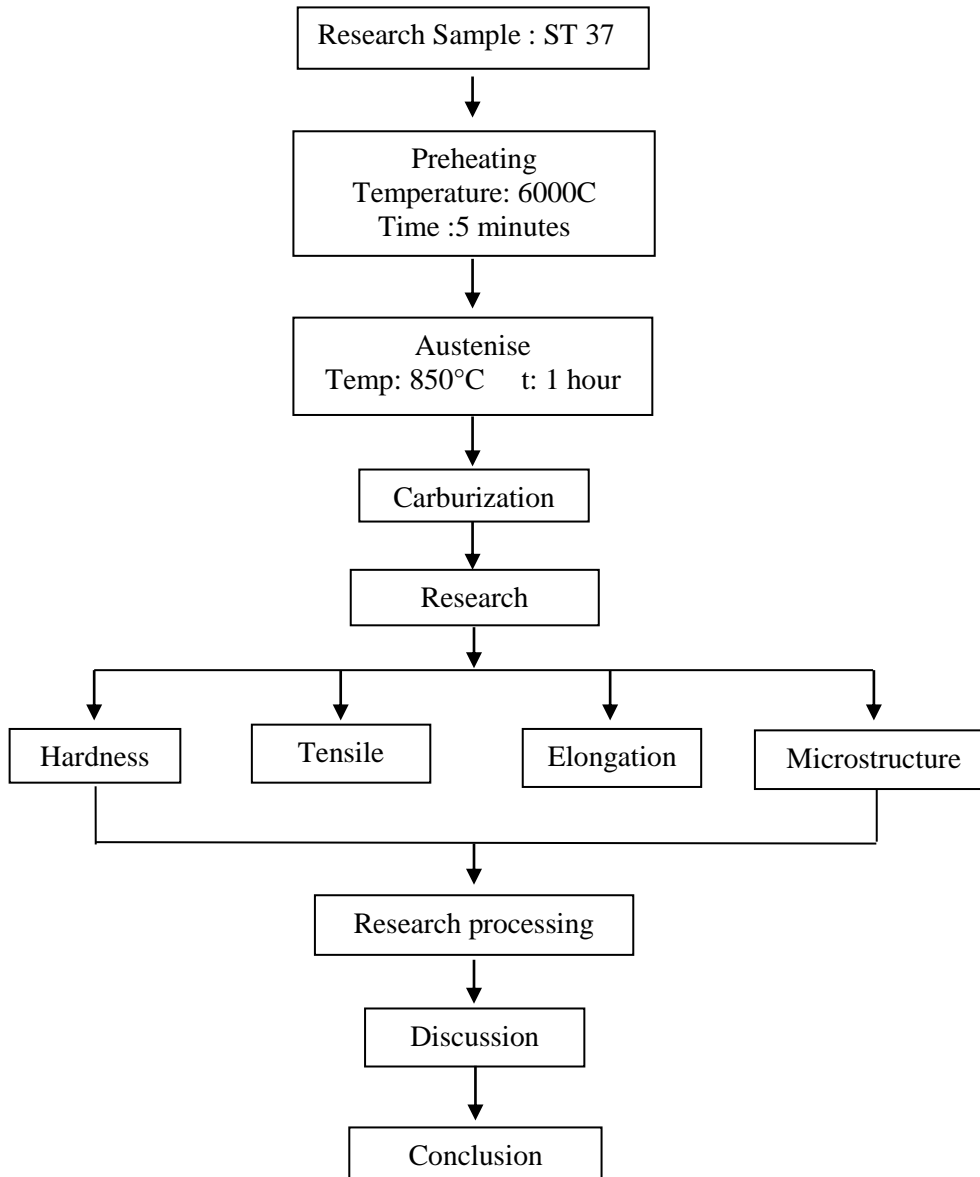 Research Sample : ST 37
Preheating
Temperature: 6000C
Time :5 minutes
Austenise
Temp: 850°C t: 1 hour
Carburization
Research
Hardness
Tensile
Elongation
Microstructure
Research processing
Discussion
Conclusion